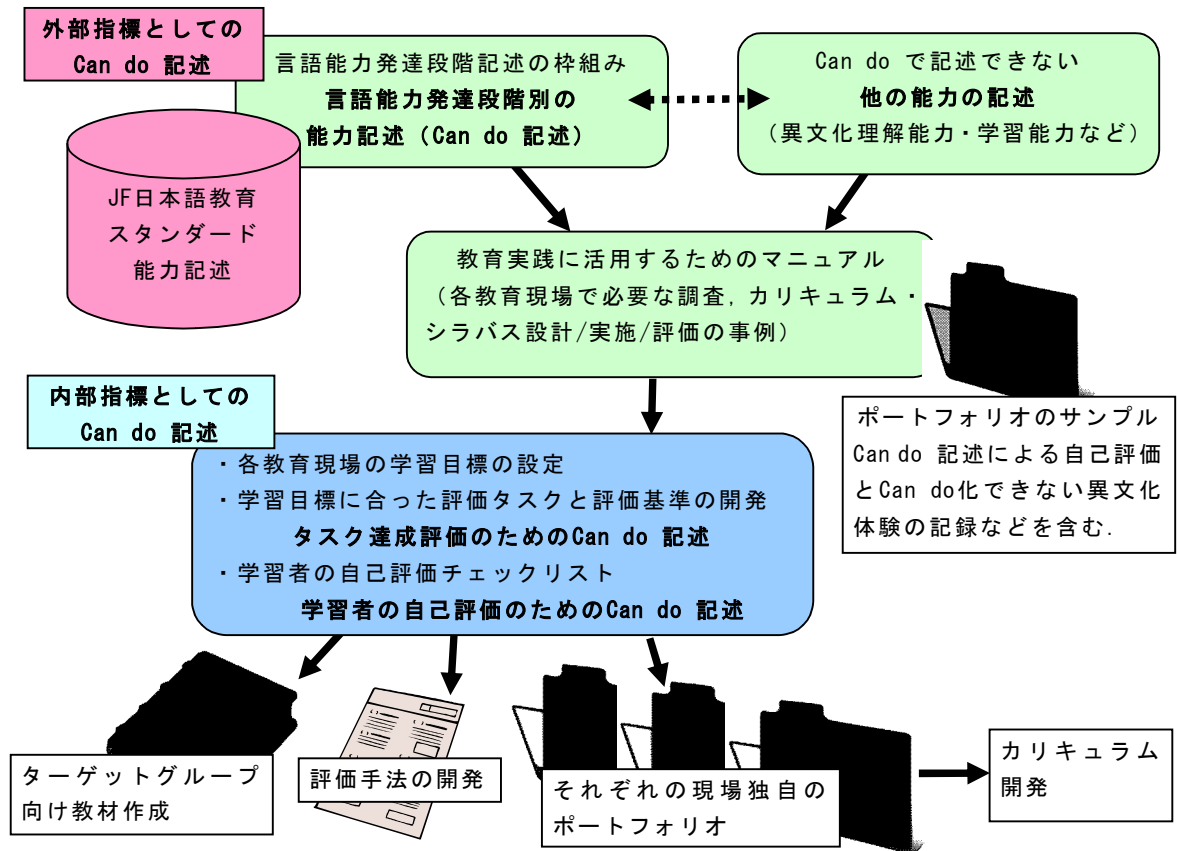 外部指標としての
Can do 記述
言語能力発達段階記述の枠組み
言語能力発達段階別の
能力記述（Can do 記述）
Can do で記述できない
他の能力の記述
（異文化理解能力・学習能力など）
JF日本語教育
スタンダード
能力記述
教育実践に活用するためのマニュアル
（各教育現場で必要な調査, カリキュラム・
シラバス設計/実施/評価の事例）
内部指標としての
Can do 記述
ポートフォリオのサンプル
Can do 記述による自己評価
とCan do化できない異文化
体験の記録などを含む.
・各教育現場の学習目標の設定
・学習目標に合った評価タスクと評価基準の開発
タスク達成評価のためのCan do 記述
・学習者の自己評価チェックリスト
学習者の自己評価のためのCan do 記述
ターゲットグループ
向け教材作成
評価手法の開発
それぞれの現場独自の
ポートフォリオ
カリキュラム
開発